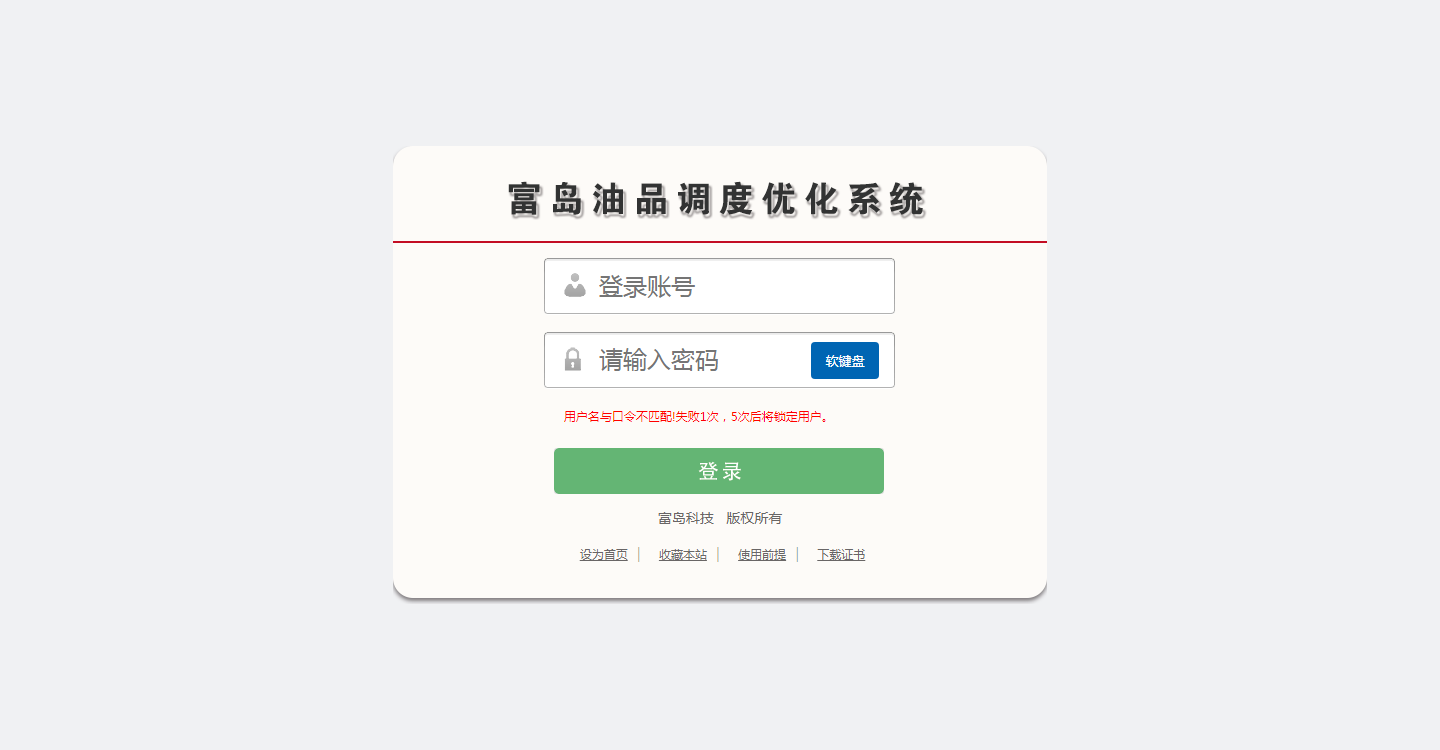 富岛油品调度优化系统
登录账号
请输入密码 软键盘
用户名与口令不匹配!失败1次，5次后将锁定用户。
登 录
富岛科技 版权所有
设为首页 | 收藏本站 | 使用前提 | 下载证书